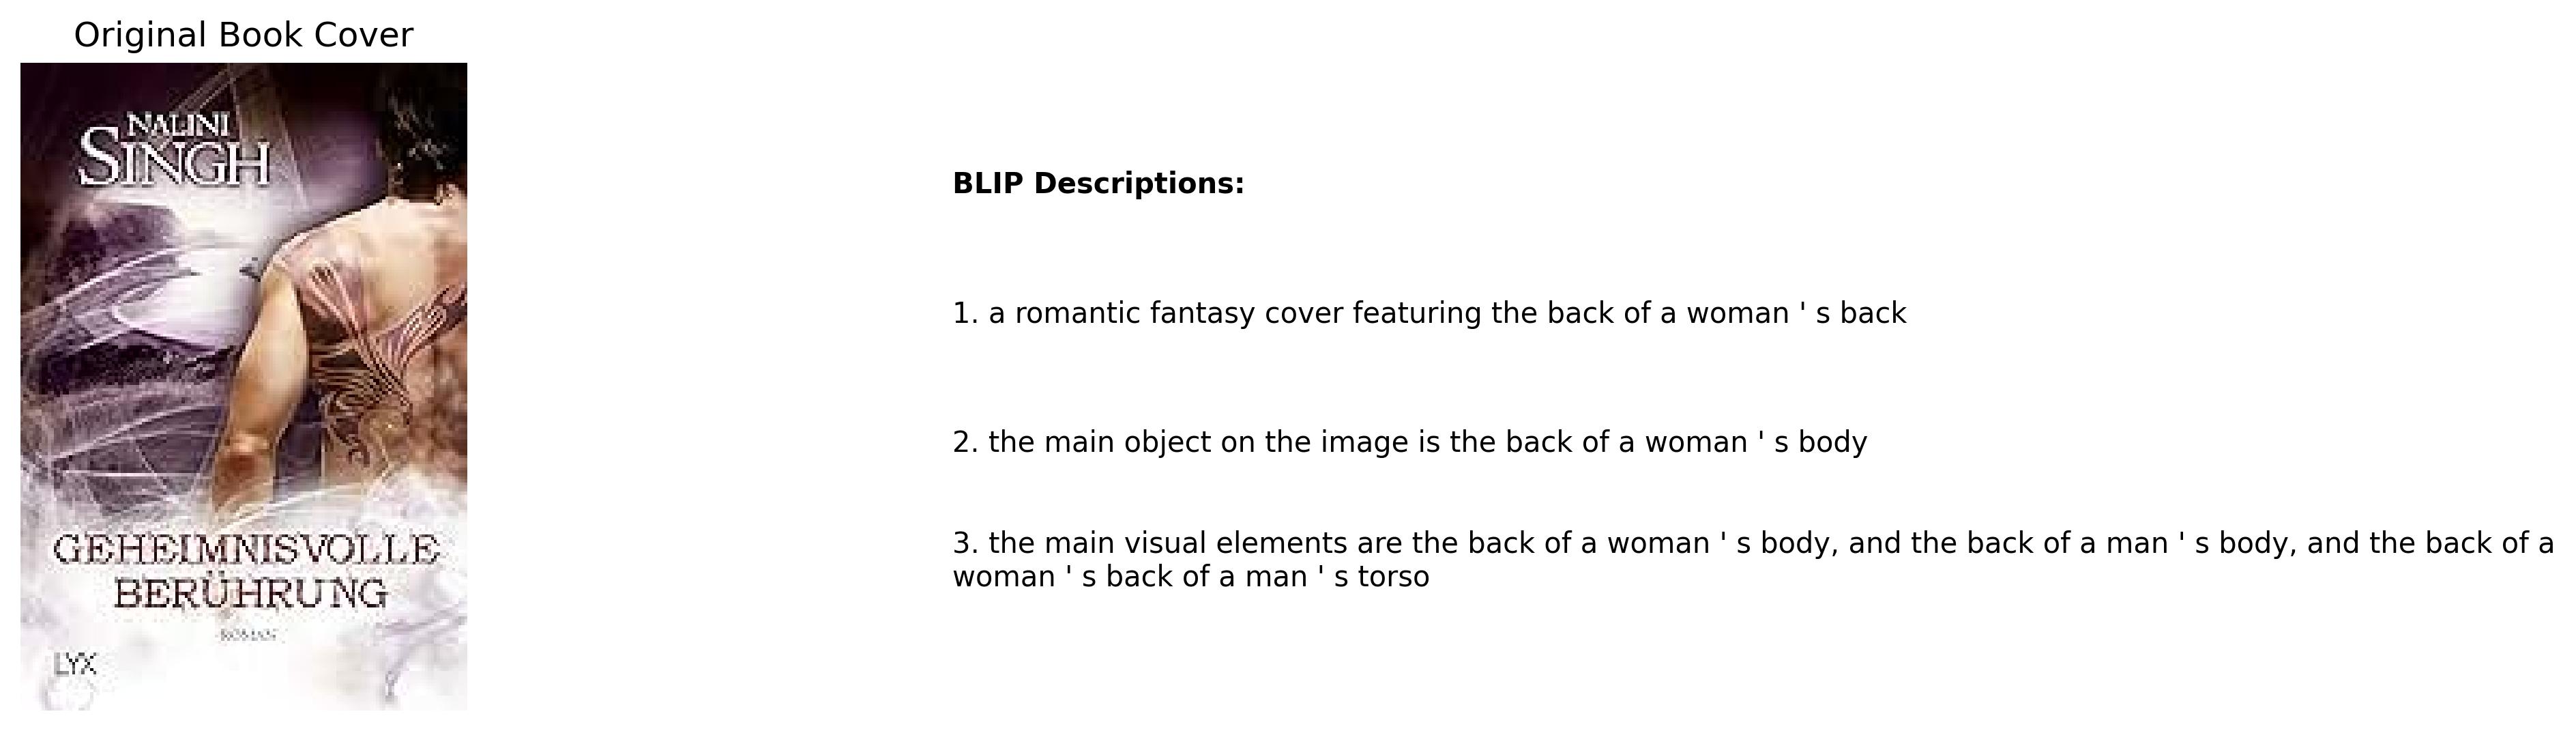 Original Book Cover
NALINI
SINGH
GEHEIMNISVOLLE
BERÜHRUNG
ROMAN
LYX
BLIP Descriptions:
1. a romantic fantasy cover featuring the back of a woman ' s back
2. the main object on the image is the back of a woman ' s body
3. the main visual elements are the back of a woman ' s body, and the back of a man ' s body, and the back of a
woman ' s back of a man ' s torso